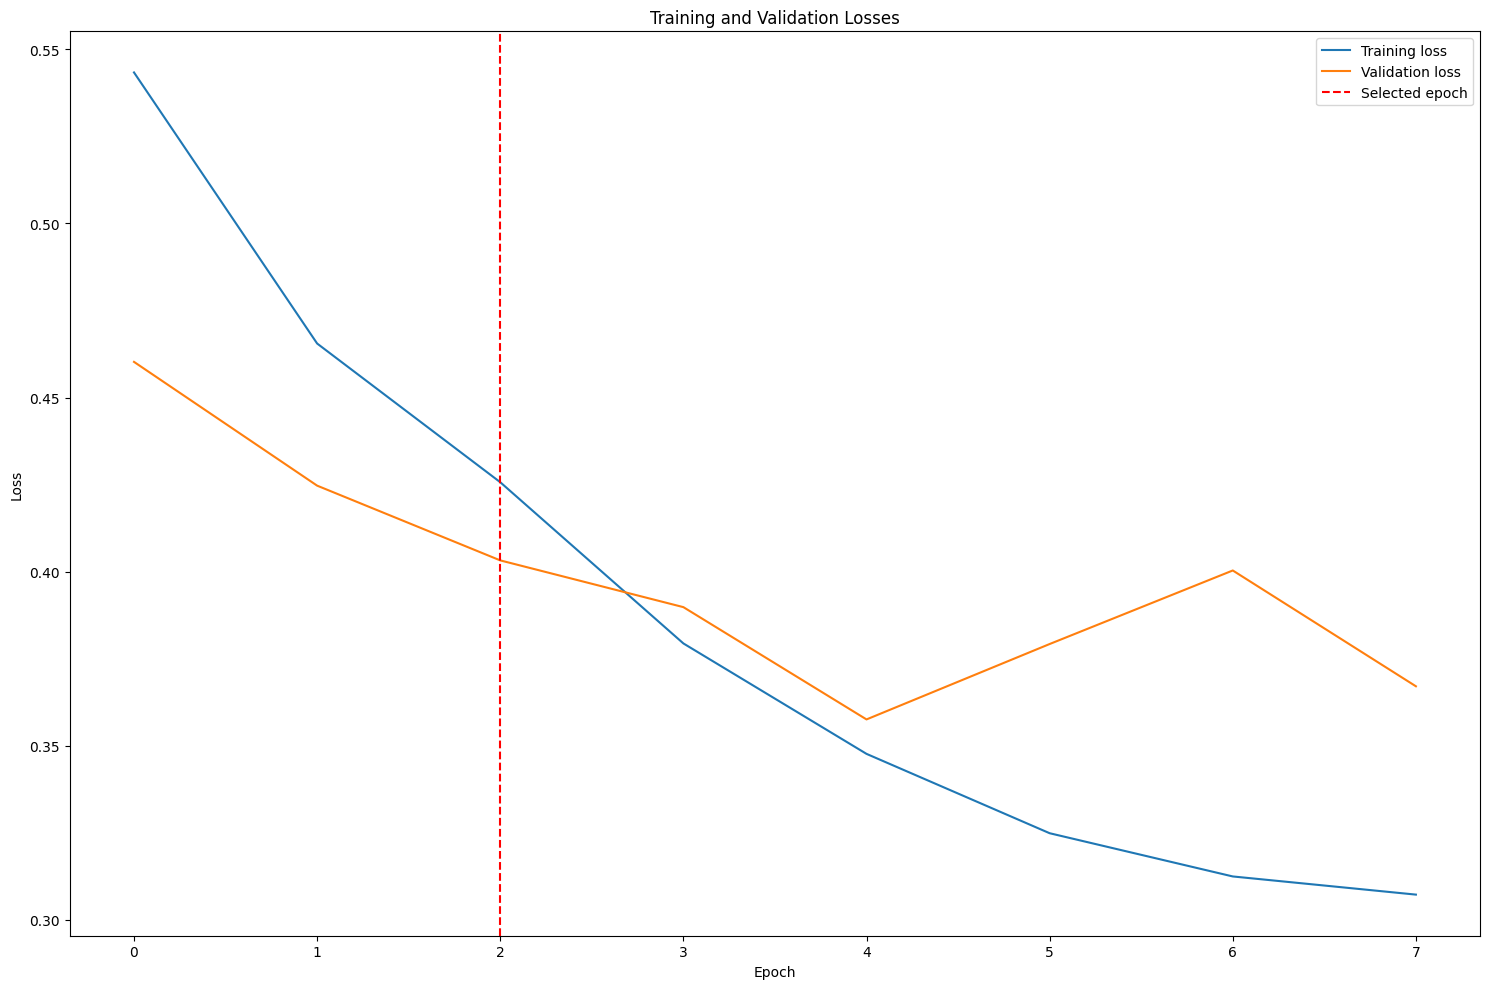 Training and Validation Losses
Training loss
Validation loss
Selected epoch
0.55
0.50
0.45
0.40
0.35
0.30
Loss
0 1 2 3 4 5 6 7
Epoch